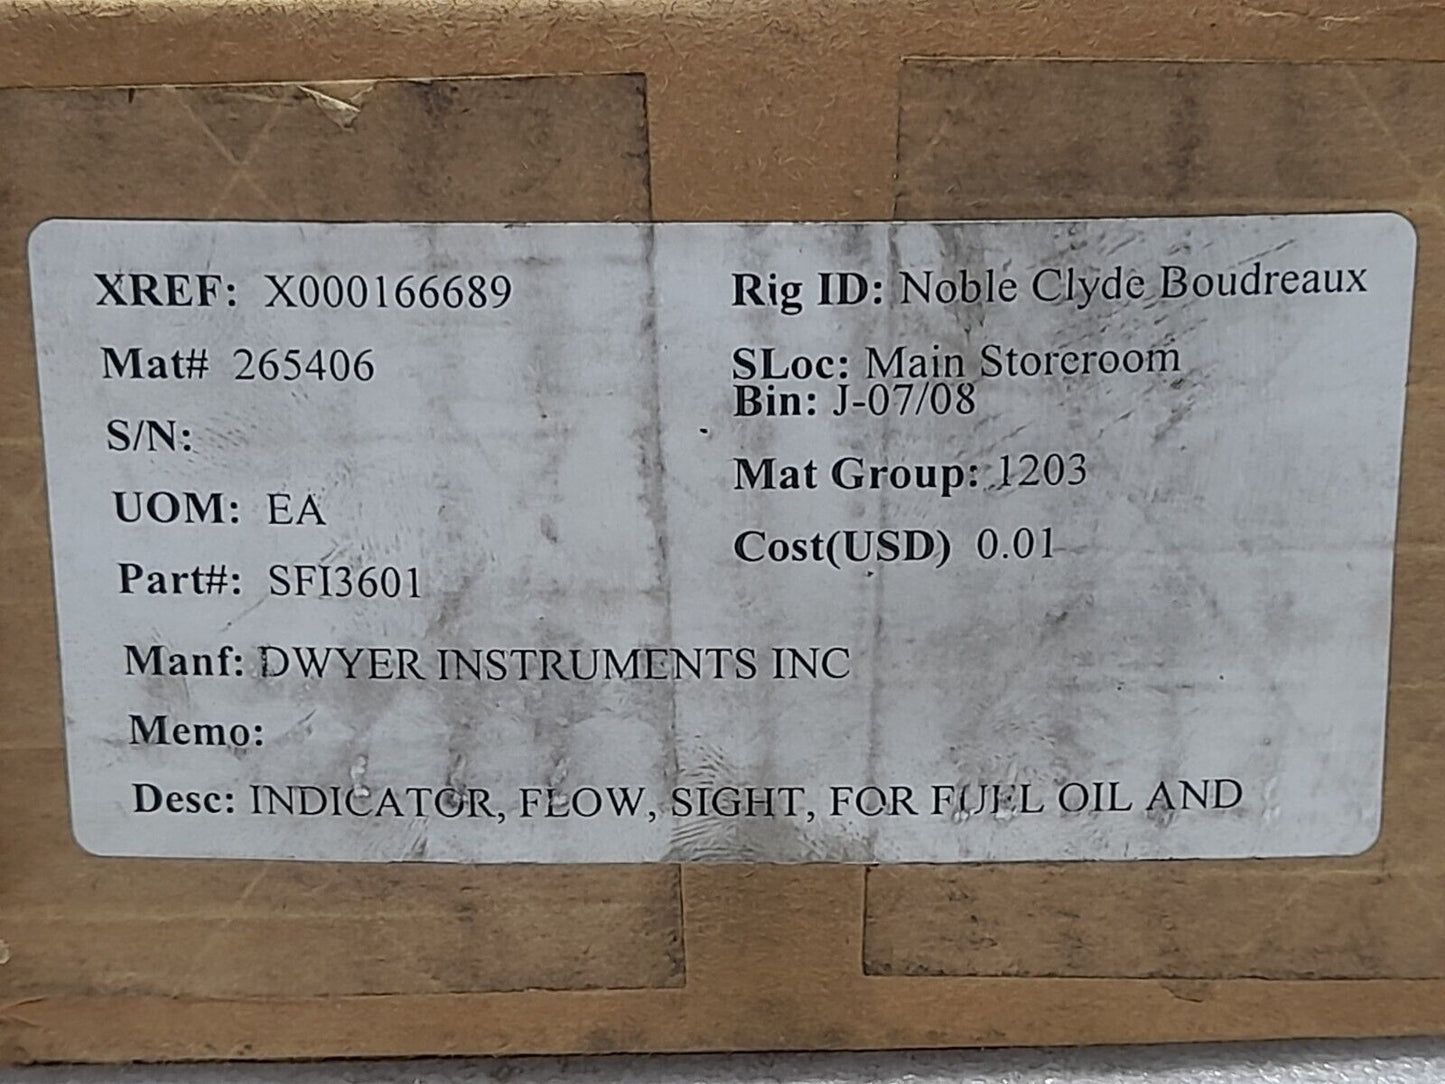 XREF: X000166689
Mat# 265406
S/N:
UOM: EA
Part#: SFI3601
Manf: DWYER INSTRUMENTS INC
Memo:
Desc: INDICATOR, FLOW, SIGHT, FOR FUEL OIL AND
Rig ID: Noble Clyde Boudreaux
SLoc: Main Storeroom
Bin: J-07/08
Mat Group: 1203
Cost(USD) 0.01